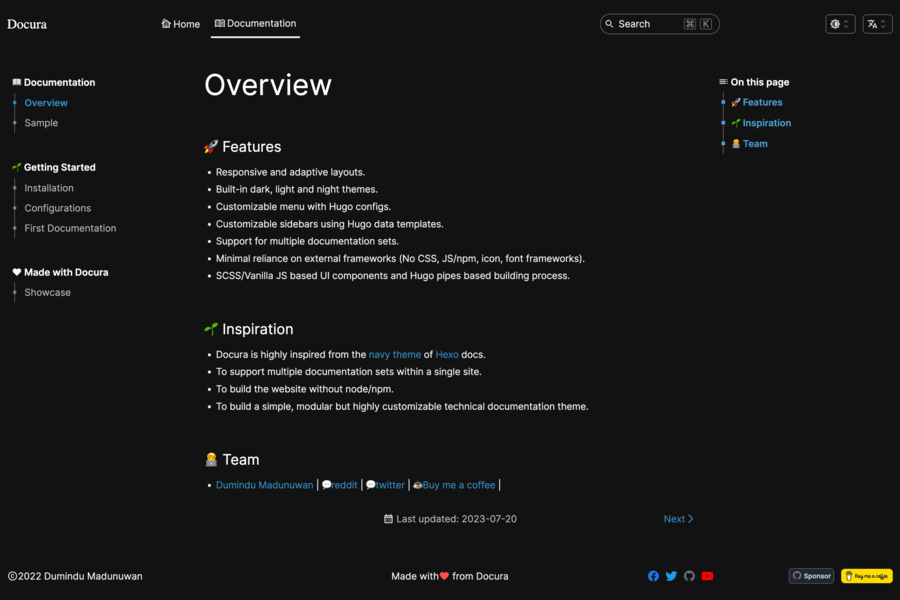 Docura
Home
Documentation
Search
⌘ K
Documentation
Overview
Sample
Getting Started
Installation
Configurations
First Documentation
Made with Docura
Showcase
Overview
🚀 Features
• Responsive and adaptive layouts.
• Built-in dark, light and night themes.
• Customizable menu with Hugo configs.
• Customizable sidebars using Hugo data templates.
• Support for multiple documentation sets.
• Minimal reliance on external frameworks (No CSS, JS/npm, icon, font frameworks).
• SCSS/Vanilla JS based UI components and Hugo pipes based building process.
🌱 Inspiration
• Docura is highly inspired from the navy theme of Hexo docs.
• To support multiple documentation sets within a single site.
• To build the website without node/npm.
• To build a simple, modular but highly customizable technical documentation theme.
🧑‍💻 Team
• Dumindu Madunuwan | 💬reddit | 💬twitter | ☕Buy me a coffee |
Last updated: 2023-07-20
Next
On this page
🚀 Features
🌱 Inspiration
🧑‍💻 Team
©2022 Dumindu Madunuwan
Made with❤️ from Docura
Sponsor
Buy me a coffee